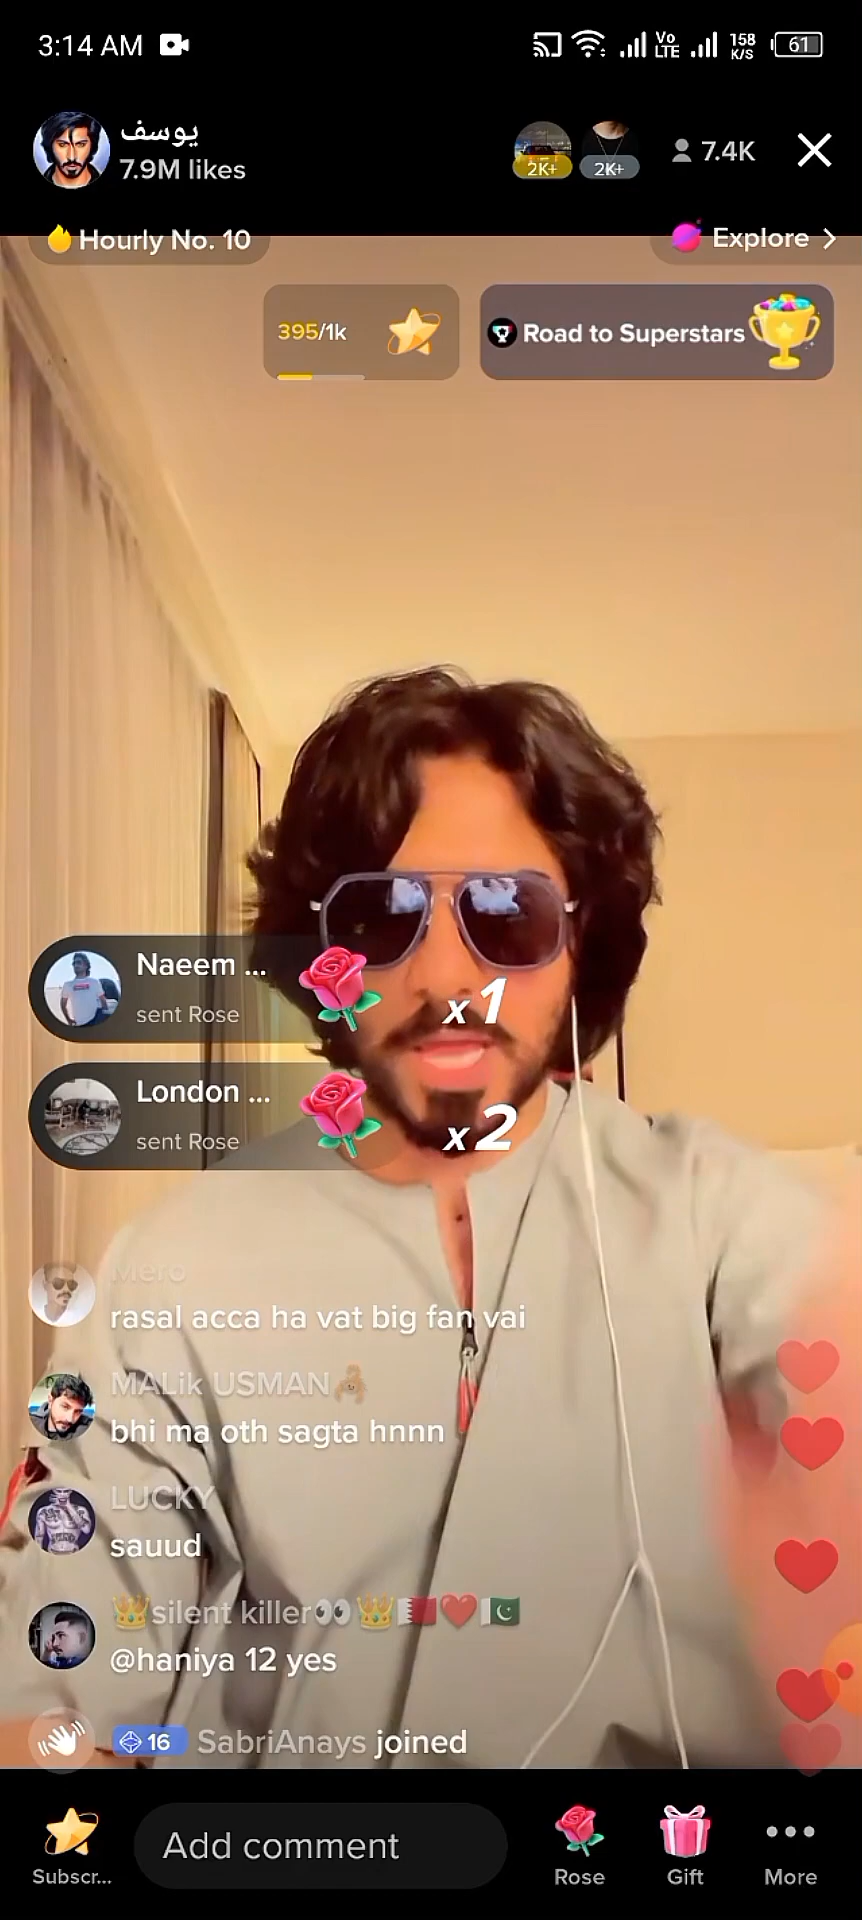 3:14 AM
Vo LTE
158 K/S
61
يوسف
7.9M likes
2K+
2K+
7.4K
Hourly No. 10
Explore
395/1k
Road to Superstars
Naeem ...
sent Rose
x1
London ...
sent Rose
x2
Mero
rasal acca ha vat big fan vai
MALik USMAN
bhi ma oth sagta hnnn
LUCKY
sauud
silent killer
@haniya 12 yes
16 SabriAnays joined
Subscr...
Add comment
Rose
Gift
More